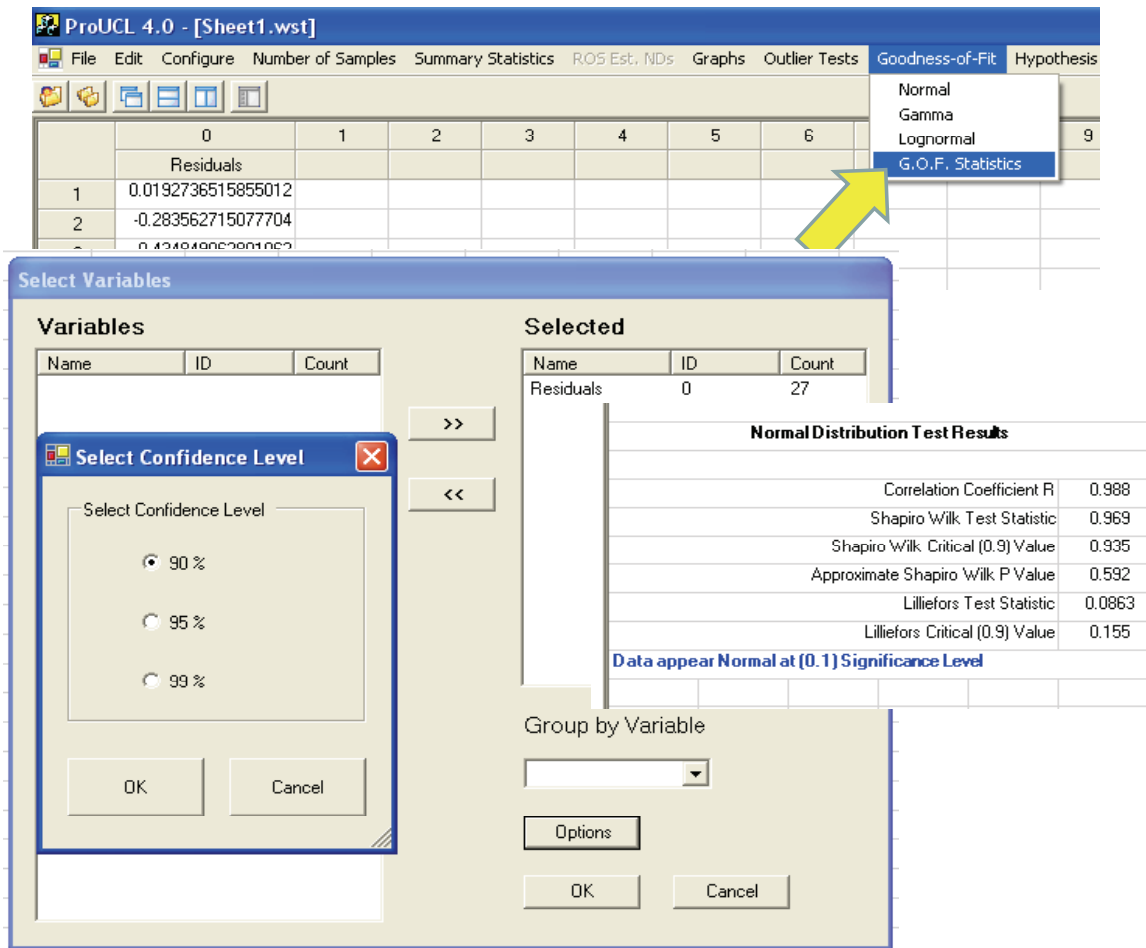 ProUCL 4.0 - [Sheet1.wst]
File Edit Configure Number of Samples Summary Statistics ROS Est. NDs Graphs Outlier Tests Goodness-of-Fit Hypothesis
Normal
Gamma
Lognormal
G.O.F. Statistics
0 1 2 3 4 5 6 9
Residuals
1 0.0192736515855012
2 -0.283562715077704
Select Variables
Variables
Name ID Count
>>
<<
Selected
Name ID Count
Residuals 0 27
Select Confidence Level
Select Confidence Level
90 %
95 %
99 %
OK Cancel
Normal Distribution Test Results
Correlation Coefficient R 0.988
Shapiro Wilk Test Statistic 0.969
Shapiro Wilk Critical (0.9) Value 0.935
Approximate Shapiro Wilk P Value 0.592
Lilliefors Test Statistic 0.0863
Lilliefors Critical (0.9) Value 0.155
Data appear Normal at (0.1) Significance Level
Group by Variable
Options
OK Cancel